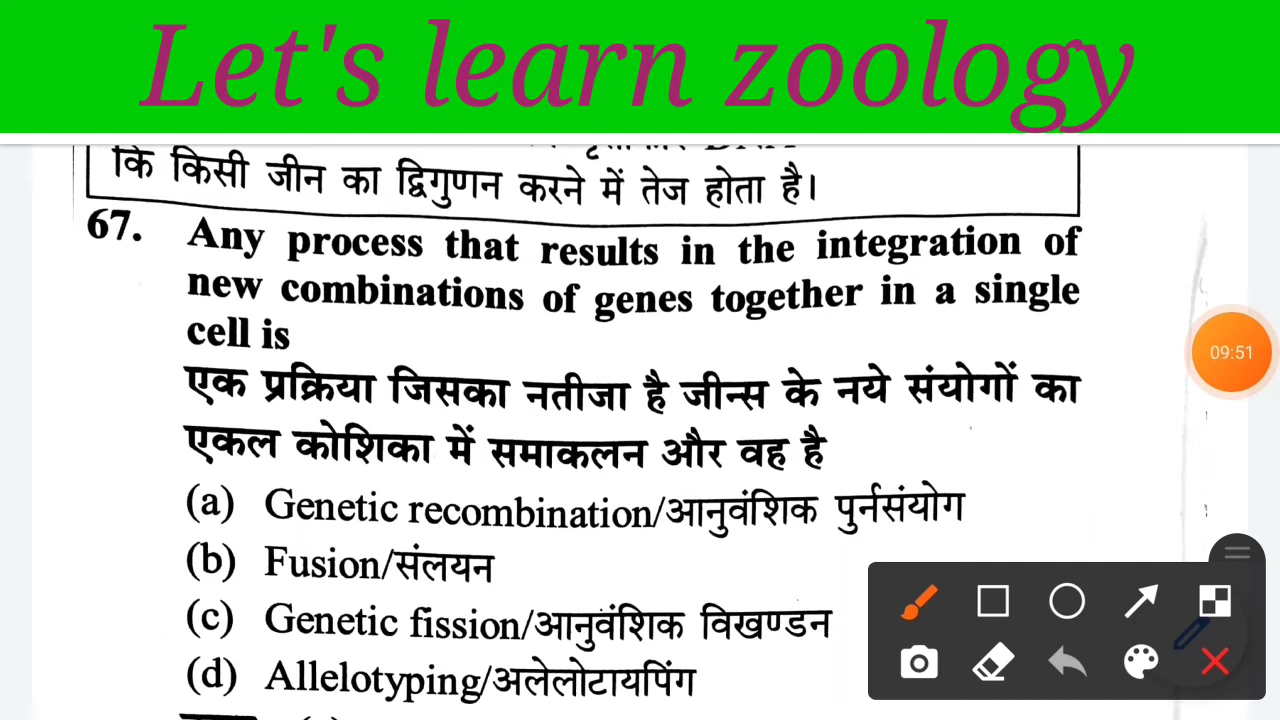 Let's learn zoology
कि किसी जीन का द्विगुणन करने में तेज होता है।
67. Any process that results in the integration of
new combinations of genes together in a single
cell is
एक प्रक्रिया जिसका नतीजा है जीन्स के नये संयोगों का
एकल कोशिका में समाकलन और वह है
(a) Genetic recombination/आनुवंशिक पुर्नसंयोग
(b) Fusion/संलयन
(c) Genetic fission/आनुवंशिक विखण्डन
(d) Allelotyping/अलेलोटायपिंग
09:51